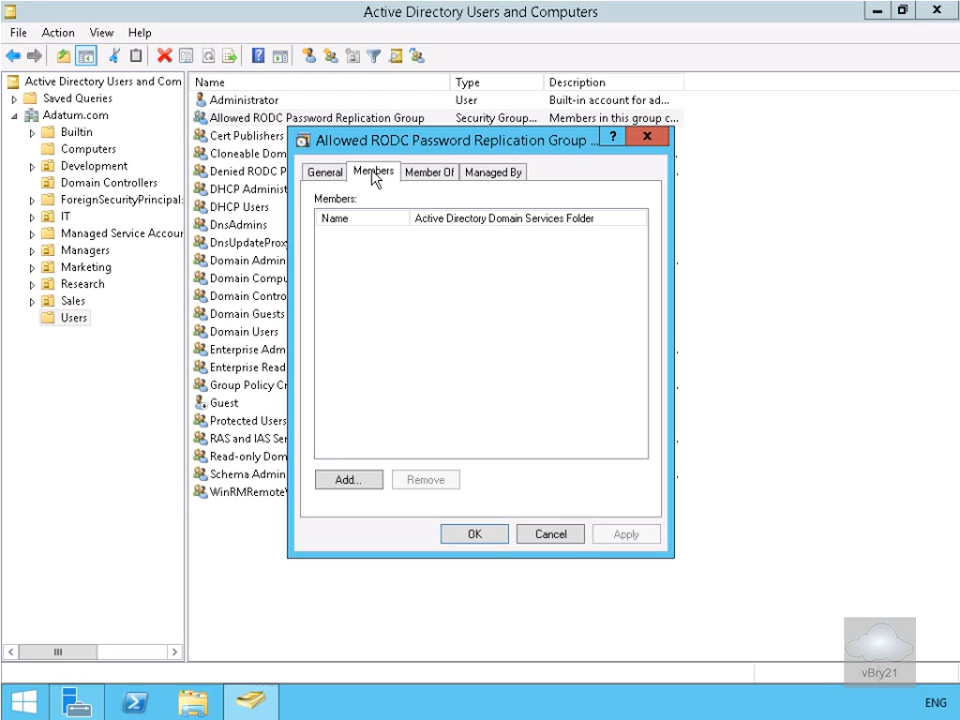 Active Directory Users and Computers
File Action View Help
Active Directory Users and Com
Saved Queries
Adatum.com
Builtin
Computers
Development
Domain Controllers
ForeignSecurityPrincipal:
IT
Managed Service Accour
Managers
Marketing
Research
Sales
Users
Name Type Description
Administrator User Built-in account for ad...
Allowed RODC Password Replication Group Security Group... Members in this group c...
Cert Publishers
Cloneable Dom
Denied RODC P
DHCP Administ
DHCP Users
DnsAdmins
DnsUpdateProx
Domain Admin
Domain Compu
Domain Contro
Domain Guests
Domain Users
Enterprise Adm
Enterprise Read
Group Policy Cr
Guest
Protected Users
RAS and IAS Ser
Read-only Dom
Schema Admin
WinRMRemote
Allowed RODC Password Replication Group ... ? X
General Members Member Of Managed By
Members:
Name Active Directory Domain Services Folder
Add... Remove
OK Cancel Apply
vBry21
ENG